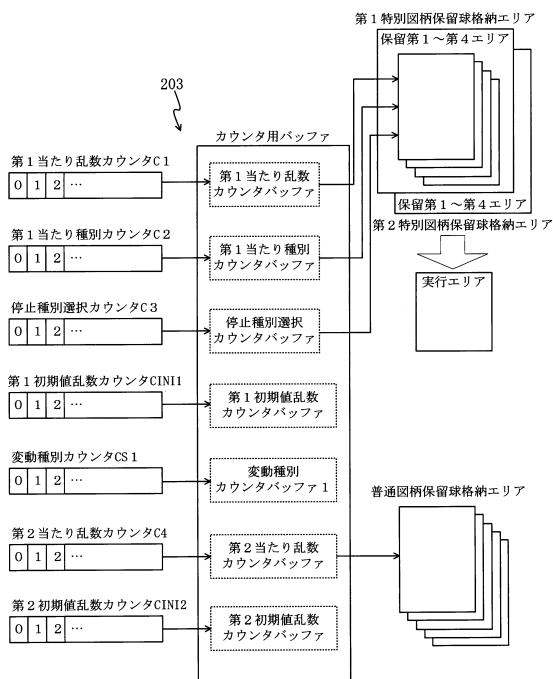 第1特別図柄保留球格納エリア
保留第1～第4エリア
203
カウンタ用バッファ
第1当たり乱数カウンタC1
0 1 2 …
第1当たり乱数
カウンタバッファ
保留第1～第4エリア
第2特別図柄保留球格納エリア
第1当たり種別カウンタC2
0 1 2 …
第1当たり種別
カウンタバッファ
実行エリア
停止種別選択カウンタC3
0 1 2 …
停止種別選択
カウンタバッファ
第1初期値乱数カウンタCINI1
0 1 2 …
第1初期値乱数
カウンタバッファ
変動種別カウンタCS1
0 1 2 …
変動種別
カウンタバッファ1
普通図柄保留球格納エリア
第2当たり乱数カウンタC4
0 1 2 …
第2当たり乱数
カウンタバッファ
第2初期値乱数カウンタCINI2
0 1 2 …
第2初期値乱数
カウンタバッファ